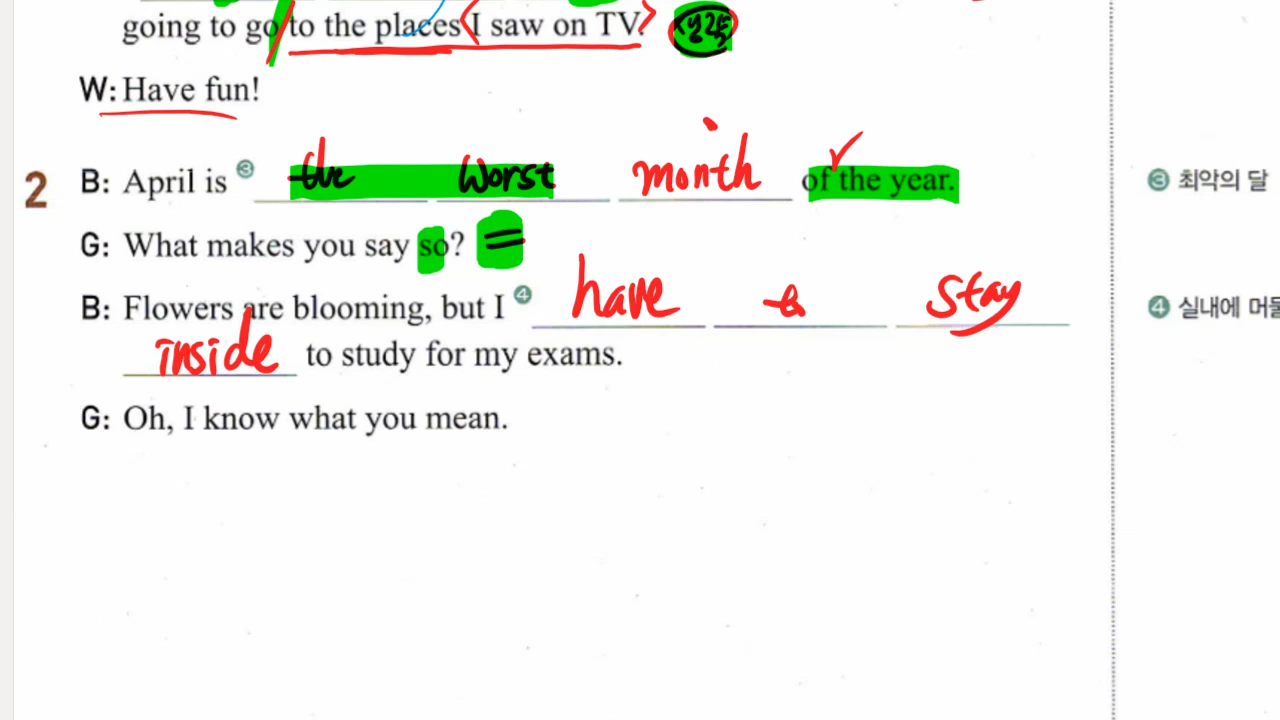 going to go / to the places < I saw on TV. > 생략
W: Have fun!
2 B: April is ③ the worst month of the year. ③ 최악의 달
G: What makes you say so? =
B: Flowers are blooming, but I ④ have to stay ④ 실내에 머물
inside to study for my exams.
G: Oh, I know what you mean.